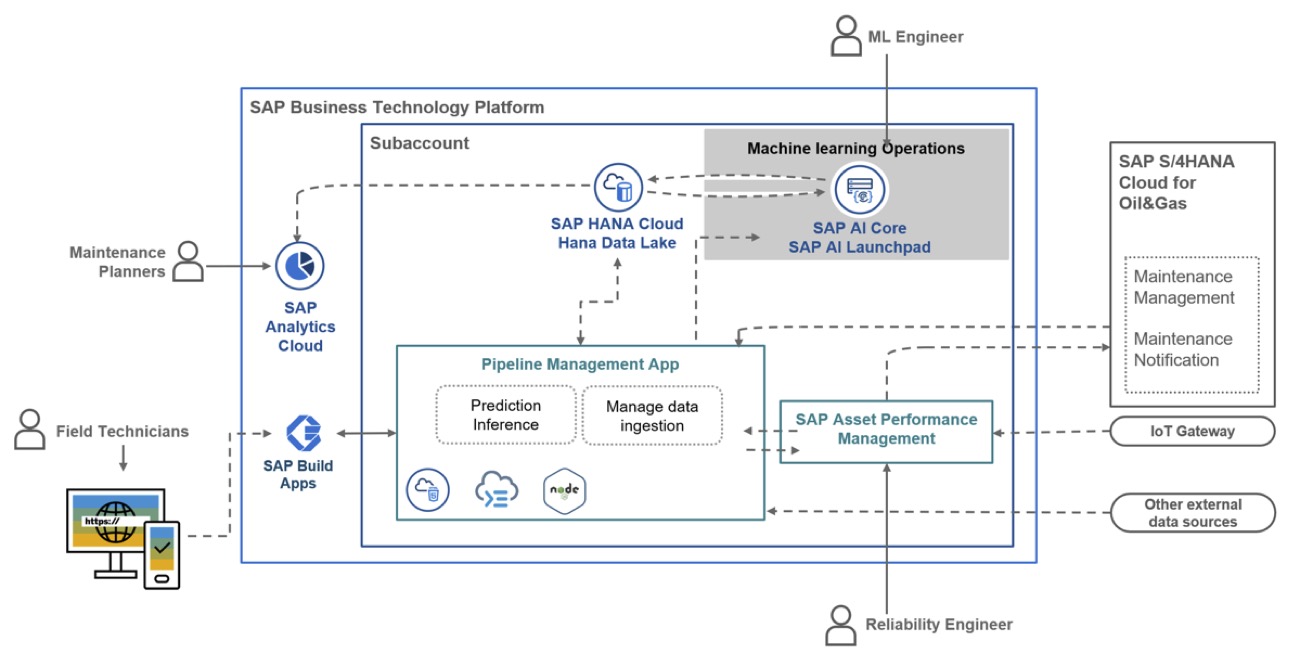 ML Engineer
SAP Business Technology Platform
Subaccount
Machine learning Operations
SAP HANA Cloud
Hana Data Lake
SAP AI Core
SAP AI Launchpad
SAP S/4HANA
Cloud for
Oil&Gas
Maintenance
Management
Maintenance
Notification
Maintenance
Planners
SAP
Analytics
Cloud
Pipeline Management App
Prediction
Inference
Manage data
ingestion
node
SAP Asset Performance
Management
IoT Gateway
Other external
data sources
Field Technicians
SAP Build
Apps
https://
Reliability Engineer